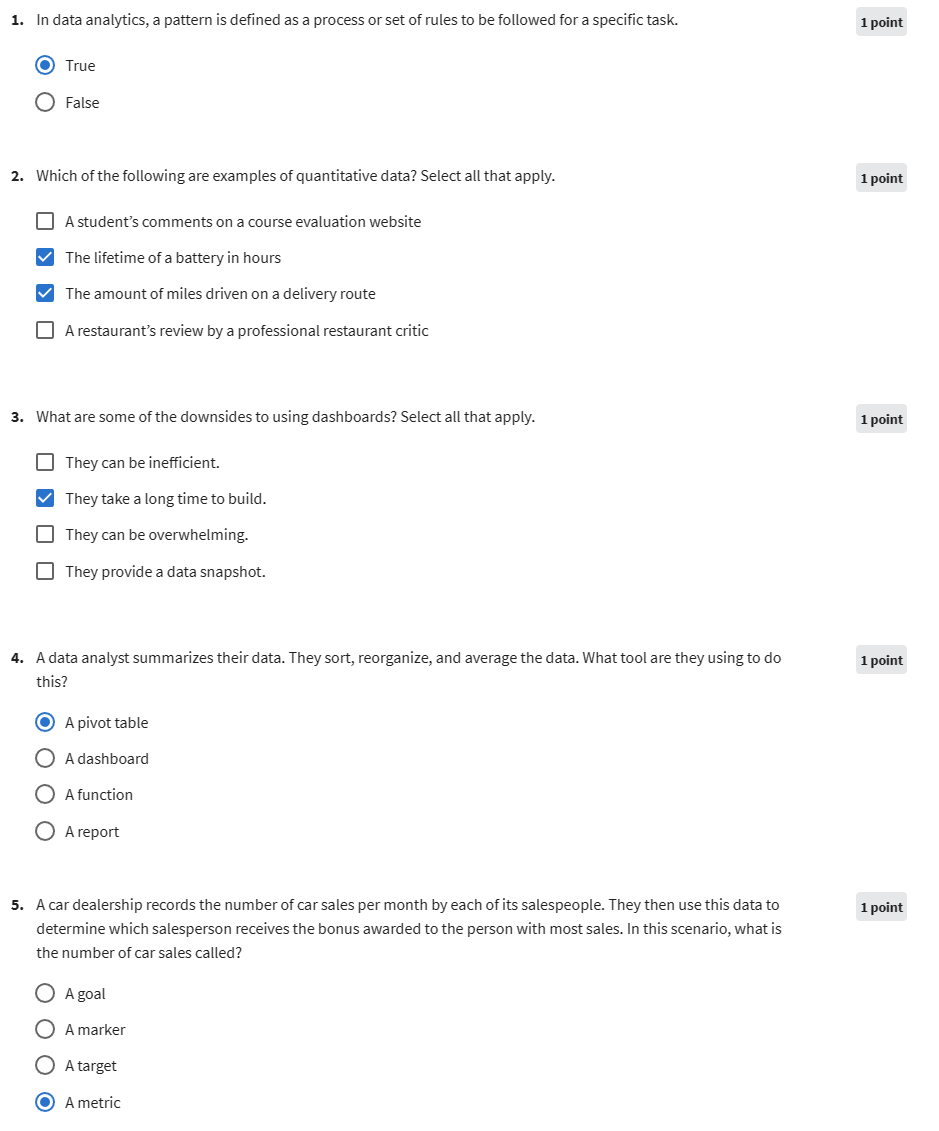 1. In data analytics, a pattern is defined as a process or set of rules to be followed for a specific task.
1 point
True
False
2. Which of the following are examples of quantitative data? Select all that apply.
1 point
A student’s comments on a course evaluation website
The lifetime of a battery in hours
The amount of miles driven on a delivery route
A restaurant’s review by a professional restaurant critic
3. What are some of the downsides to using dashboards? Select all that apply.
1 point
They can be inefficient.
They take a long time to build.
They can be overwhelming.
They provide a data snapshot.
4. A data analyst summarizes their data. They sort, reorganize, and average the data. What tool are they using to do
this?
1 point
A pivot table
A dashboard
A function
A report
5. A car dealership records the number of car sales per month by each of its salespeople. They then use this data to
determine which salesperson receives the bonus awarded to the person with most sales. In this scenario, what is
the number of car sales called?
1 point
A goal
A marker
A target
A metric